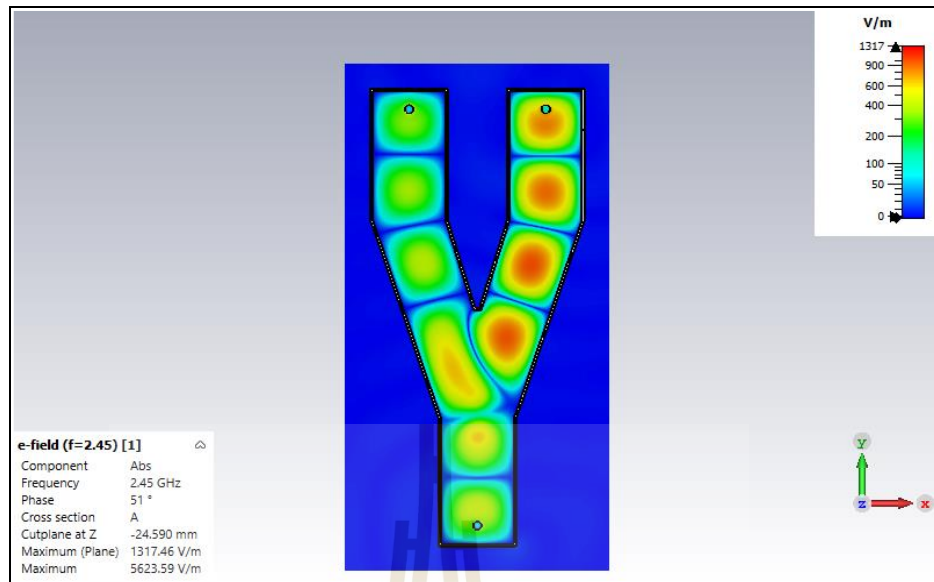 V/m
1317
900
600
400
200
100
50
0
e-field (f=2.45) [1]
Component Abs
Frequency 2.45 GHz
Phase 51 °
Cross section A
Cutplane at Z -24.590 mm
Maximum (Plane) 1317.46 V/m
Maximum 5623.59 V/m
y
z x